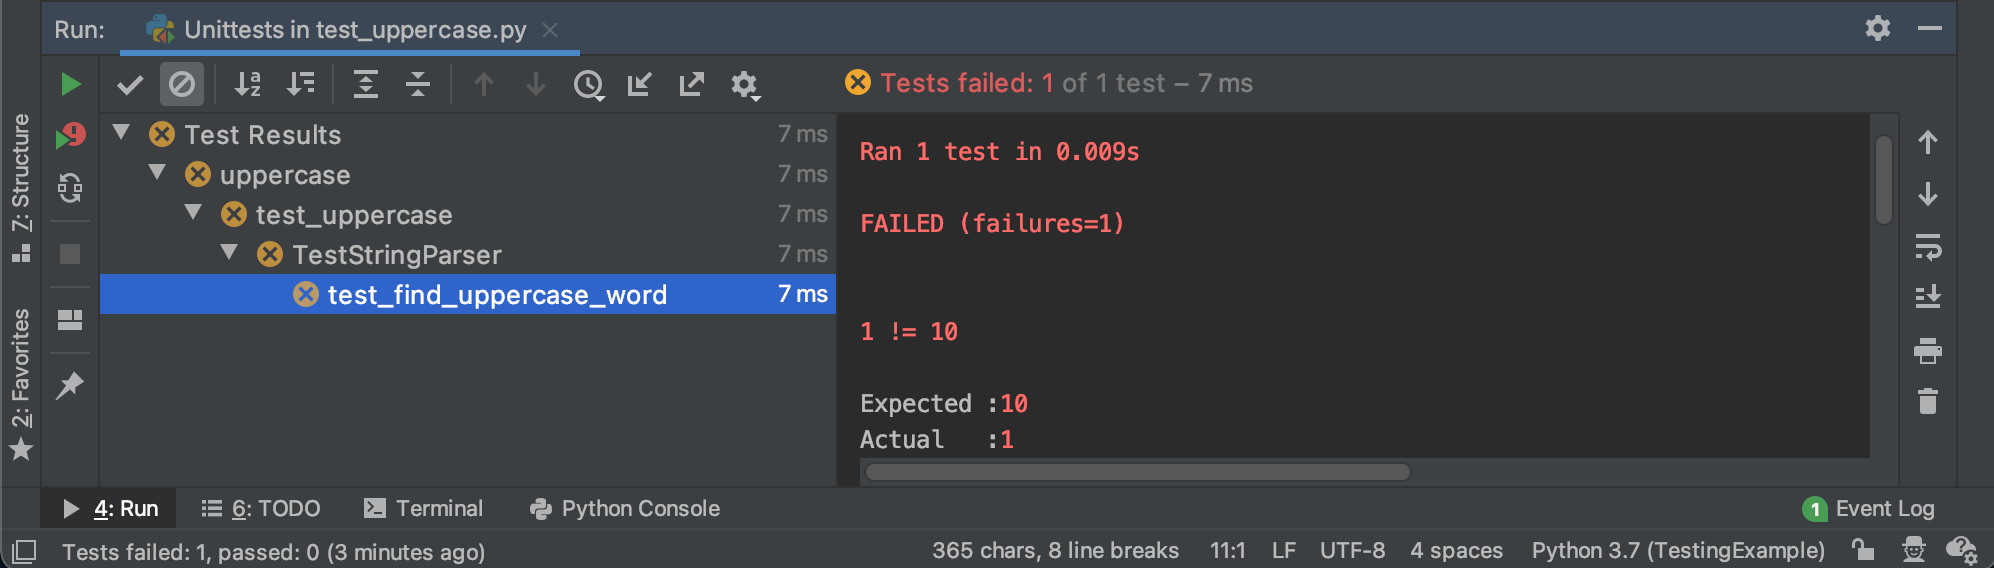 Run: Unittests in test_uppercase.py
Tests failed: 1 of 1 test – 7 ms
Test Results 7 ms
uppercase 7 ms
test_uppercase 7 ms
TestStringParser 7 ms
test_find_uppercase_word 7 ms
Ran 1 test in 0.009s
FAILED (failures=1)
1 != 10
Expected :10
Actual :1
7: Structure
2: Favorites
4: Run 6: TODO Terminal Python Console 1 Event Log
Tests failed: 1, passed: 0 (3 minutes ago) 365 chars, 8 line breaks 11:1 LF UTF-8 4 spaces Python 3.7 (TestingExample)